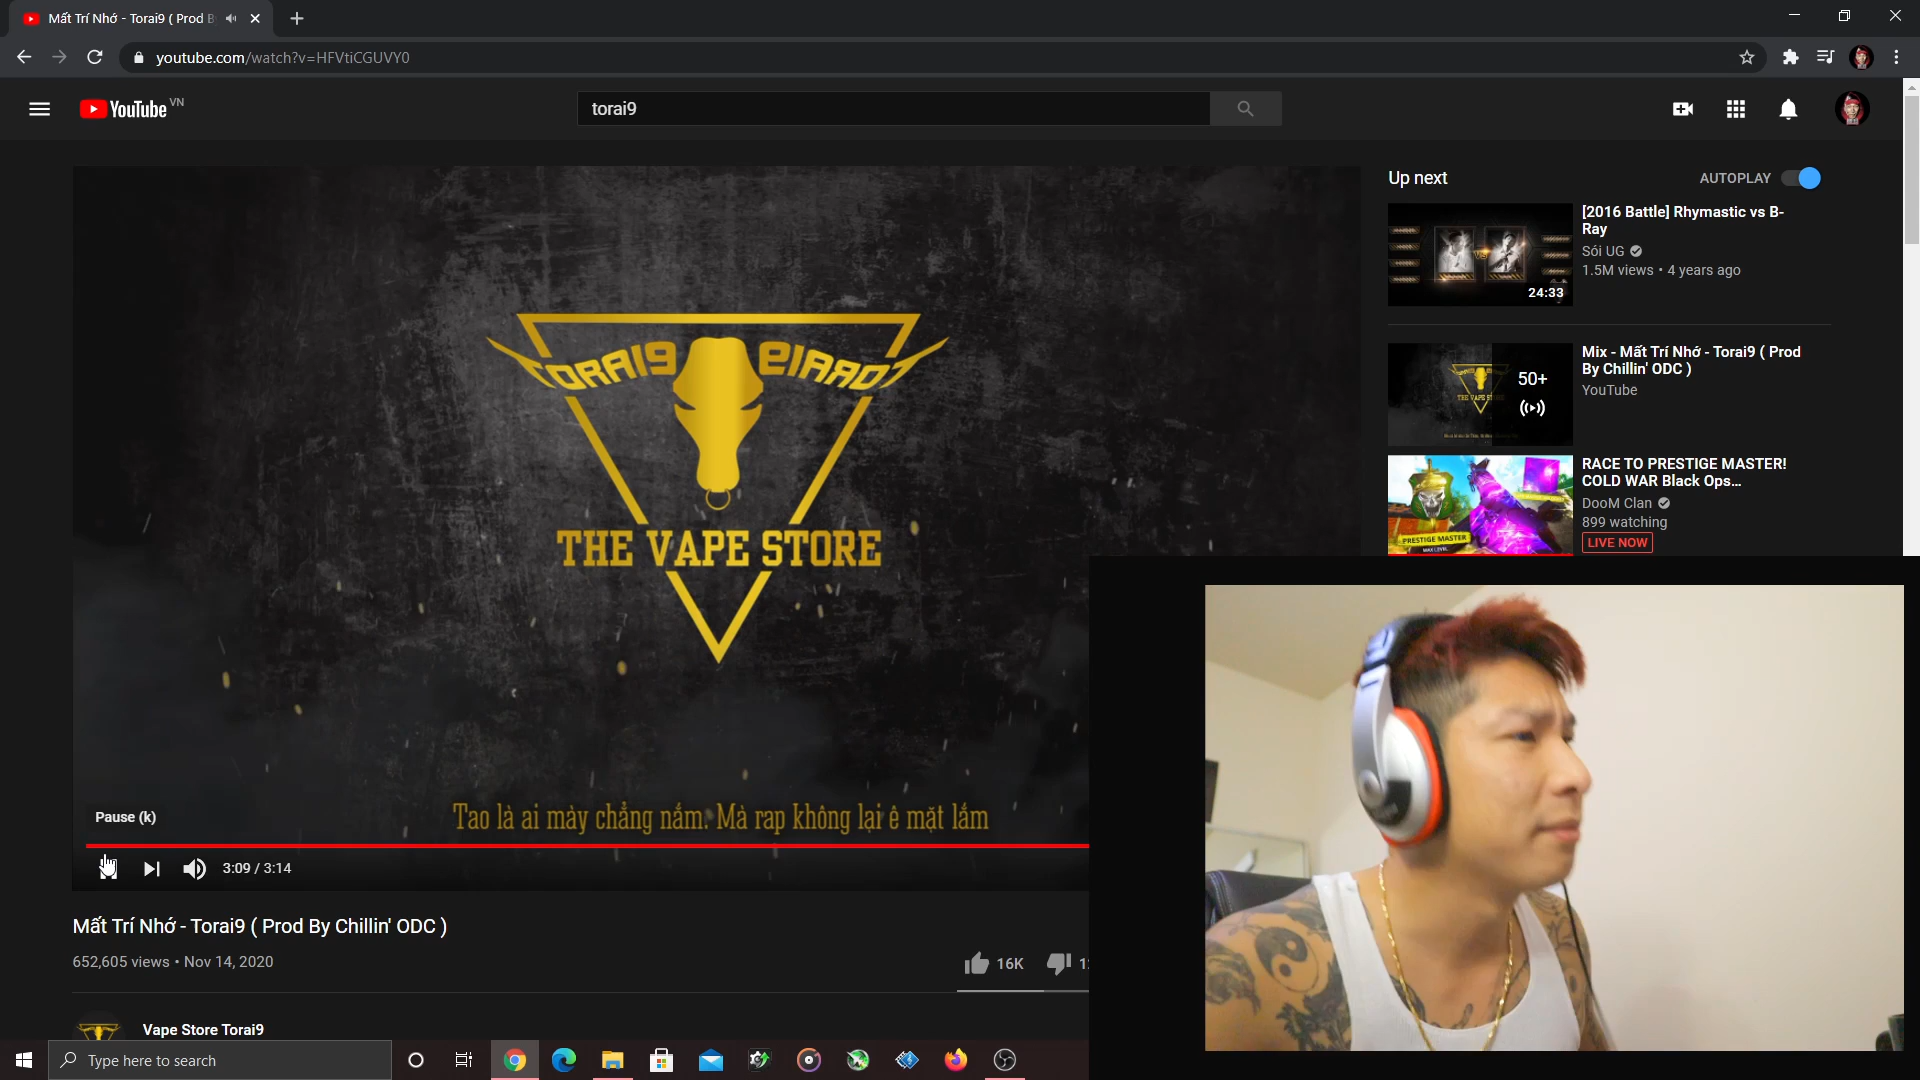 Mất Trí Nhớ - Torai9 ( Prod B
youtube.com/watch?v=HFVtiCGUVY0
YouTube VN
torai9
TORAI9
THE VAPE STORE
Tao là ai mày chẳng nắm. Mà rap không lại ê mặt lắm
Pause (k)
3:09 / 3:14
Mất Trí Nhớ - Torai9 ( Prod By Chillin' ODC )
652,605 views • Nov 14, 2020
16K
Vape Store Torai9
Up next
AUTOPLAY
[2016 Battle] Rhymastic vs B-
Ray
Sói UG
1.5M views • 4 years ago
24:33
Mix - Mất Trí Nhớ - Torai9 ( Prod
By Chillin' ODC )
YouTube
50+
RACE TO PRESTIGE MASTER!
COLD WAR Black Ops...
DooM Clan
899 watching
LIVE NOW
PRESTIGE MASTER
Type here to search